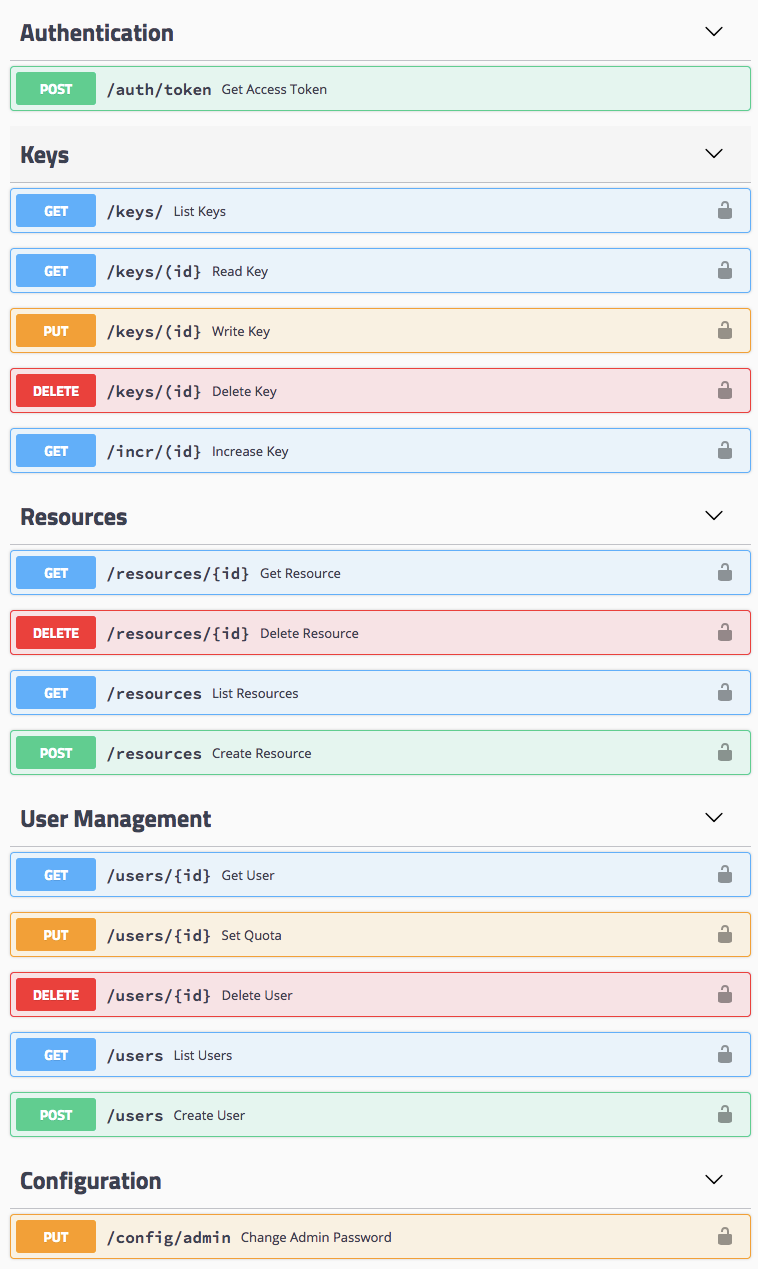 Authentication
POST /auth/token Get Access Token
Keys
GET /keys/ List Keys
GET /keys/(id} Read Key
PUT /keys/(id} Write Key
DELETE /keys/(id} Delete Key
GET /incr/(id} Increase Key
Resources
GET /resources/{id} Get Resource
DELETE /resources/{id} Delete Resource
GET /resources List Resources
POST /resources Create Resource
User Management
GET /users/{id} Get User
PUT /users/{id} Set Quota
DELETE /users/{id} Delete User
GET /users List Users
POST /users Create User
Configuration
PUT /config/admin Change Admin Password